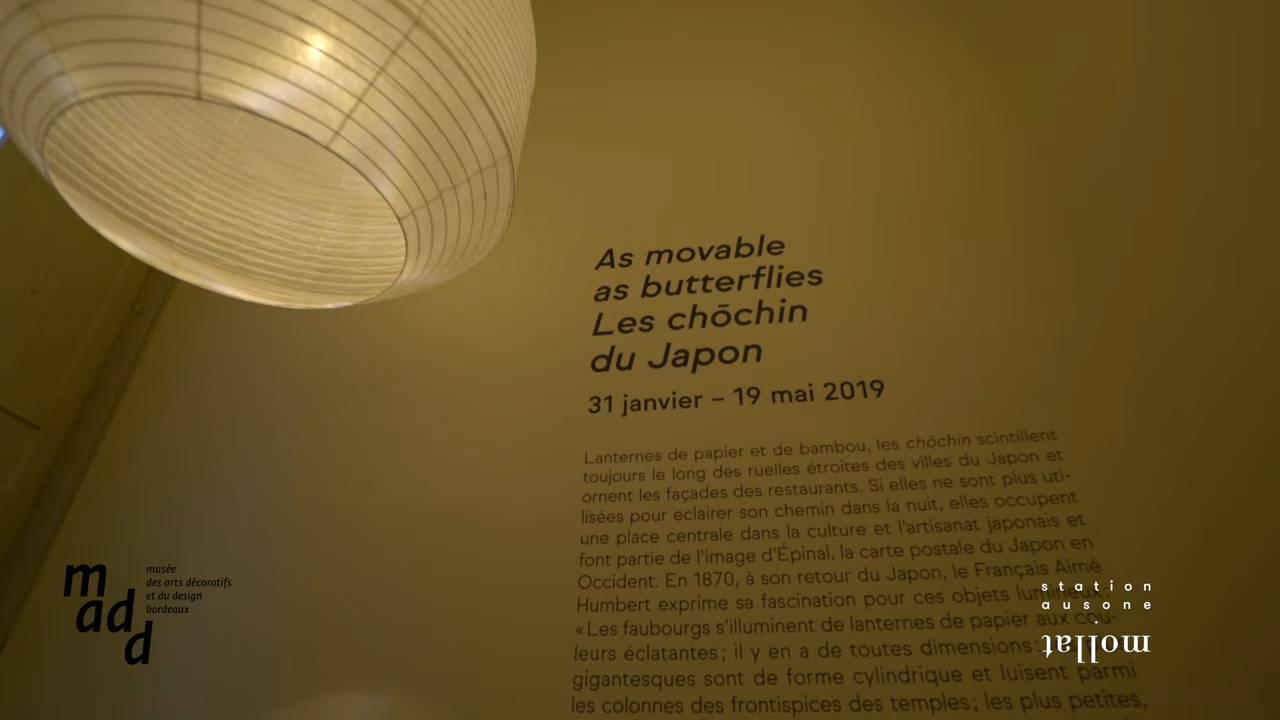 As movable
as butterflies
Les chōchin
du Japon
31 janvier – 19 mai 2019
Lanternes de papier et de bambou, les chōchin scintillent
toujours le long des ruelles étroites des villes du Japon et
ornent les façades des restaurants. Si elles ne sont plus uti-
lisées pour eclairer son chemin dans la nuit, elles occupent
une place centrale dans la culture et l'artisanat japonais et
font partie de l'image d'Épinal, la carte postale du Japon en
Occident. En 1870, à son retour du Japon, le Français Aimé
Humbert exprime sa fascination pour ces objets lumineux :
« Les faubourgs s'illuminent de lanternes de papier aux cou-
leurs éclatantes ; il y en a de toutes dimensions :
gigantesques sont de forme cylindrique et luisent parmi
les colonnes des frontispices des temples ; les plus petites,
m
ad
d
musée
des arts décoratifs
et du design
bordeaux
station
ausone
mollat